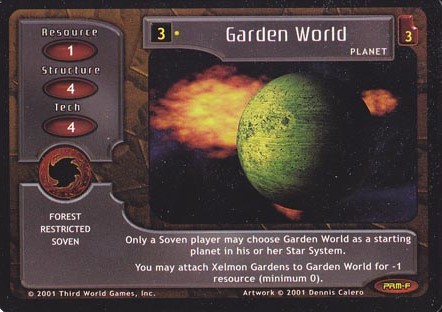 Resource
1
Structure
4
Tech
4
FOREST
RESTRICTED
SOVEN
3
Garden World
PLANET
3
Only a Soven player may choose Garden World as a starting
planet in his or her Star System.
You may attach Xelmon Gardens to Garden World for -1
resource (minimum 0).
PRM-F
© 2001 Third World Games, Inc.
Artwork © 2001 Dennis Calero